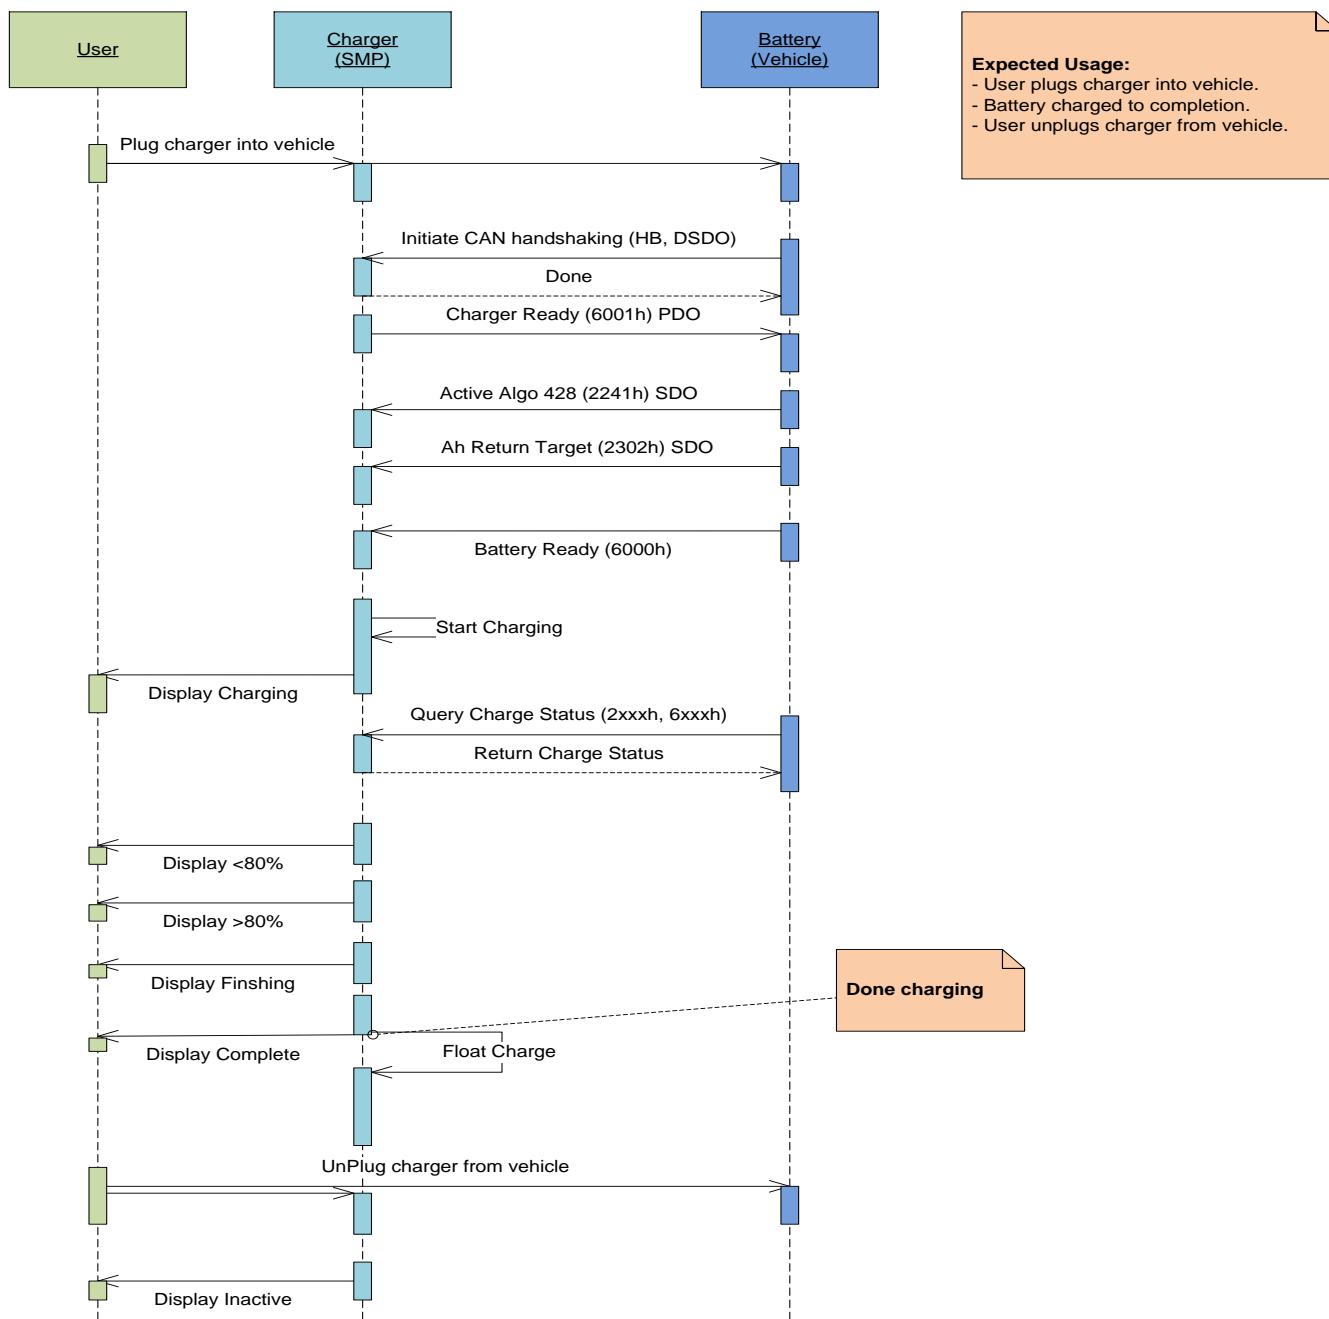 User
Charger
(SMP)
Battery
(Vehicle)
Expected Usage:
- User plugs charger into vehicle.
- Battery charged to completion.
- User unplugs charger from vehicle.
Plug charger into vehicle
Initiate CAN handshaking (HB, DSDO)
Done
Charger Ready (6001h) PDO
Active Algo 428 (2241h) SDO
Ah Return Target (2302h) SDO
Battery Ready (6000h)
Start Charging
Display Charging
Query Charge Status (2xxxh, 6xxxh)
Return Charge Status
Display <80%
Display >80%
Display Finshing
Done charging
Display Complete
Float Charge
UnPlug charger from vehicle
Display Inactive